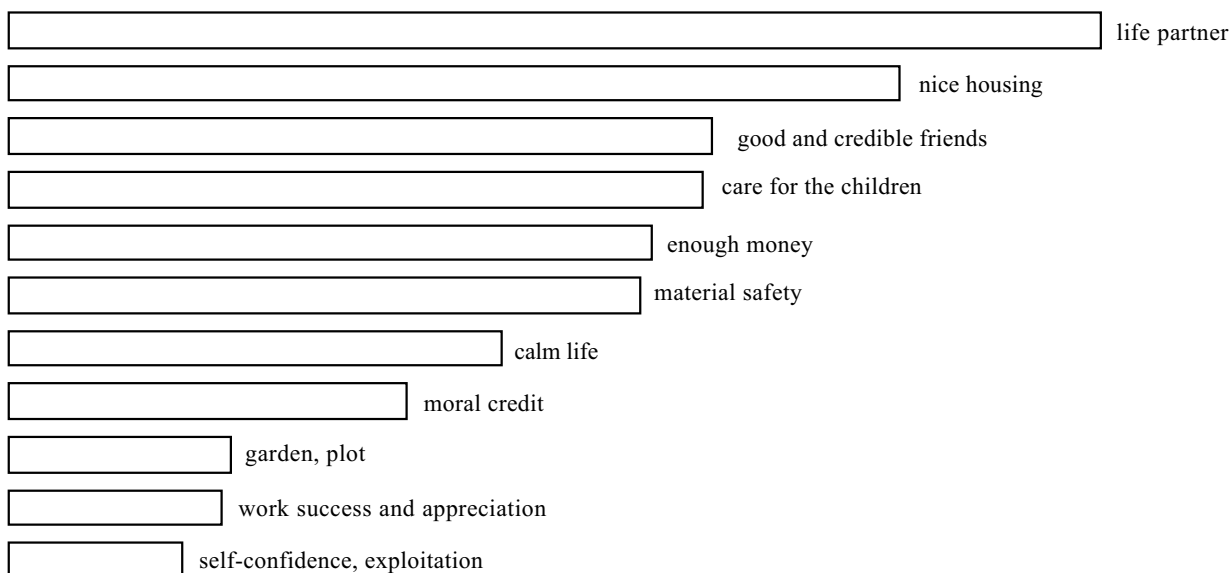 life partner
nice housing
good and credible friends
care for the children
enough money
material safety
calm life
moral credit
garden, plot
work success and appreciation
self-confidence, exploitation